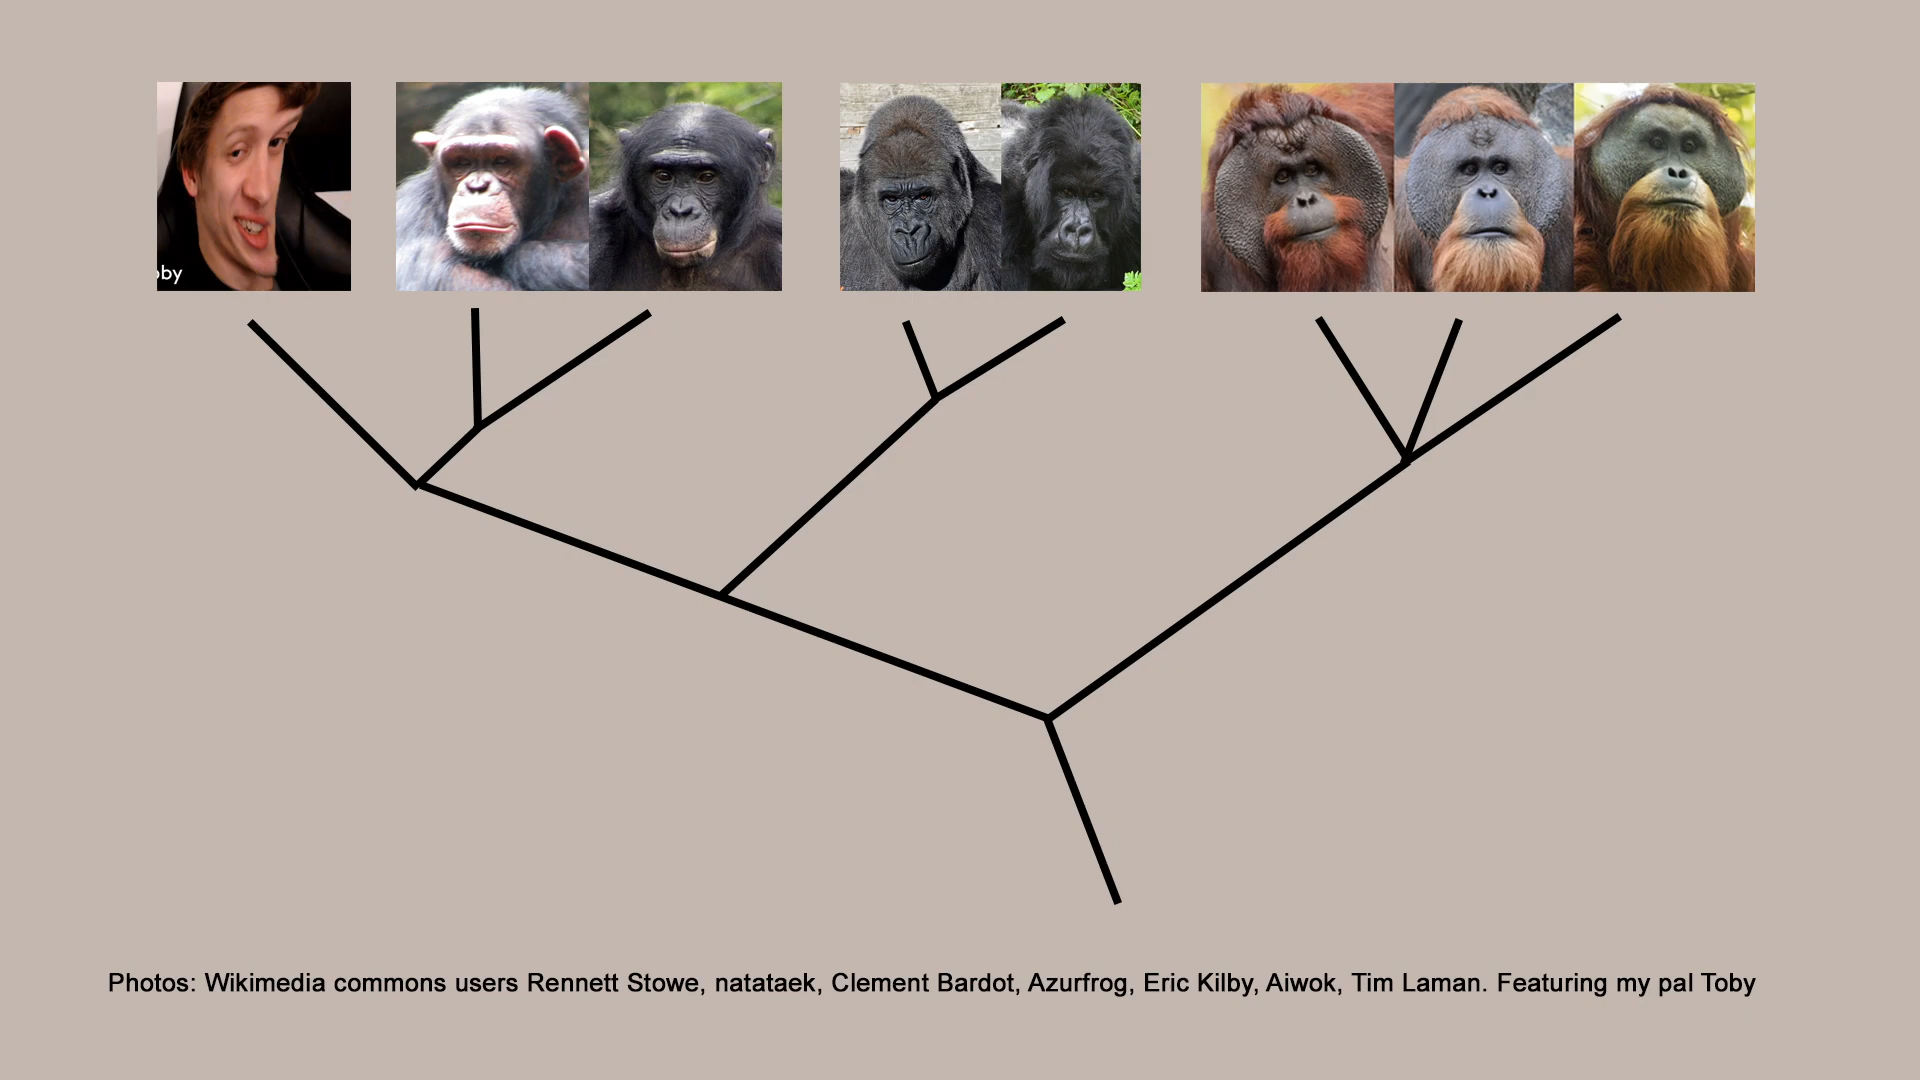 oby
Photos: Wikimedia commons users Rennett Stowe, natataek, Clement Bardot, Azurfrog, Eric Kilby, Aiwok, Tim Laman. Featuring my pal Toby